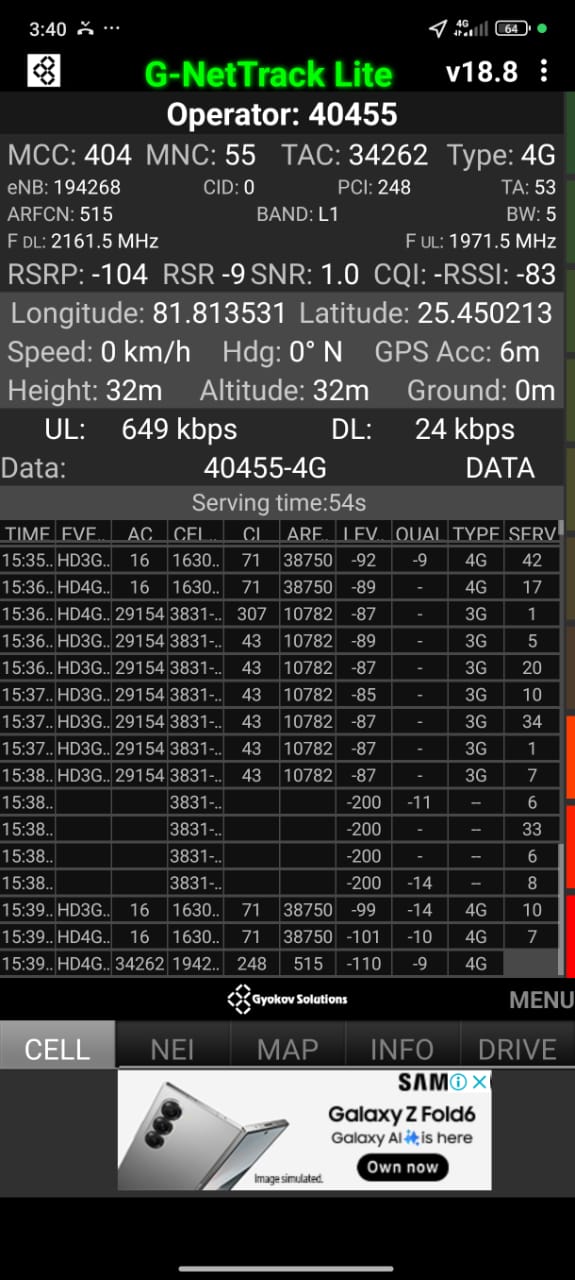 3:40 ... 4G 64
G-NetTrack Lite v18.8
Operator: 40455
MCC: 404 MNC: 55 TAC: 34262 Type: 4G
eNB: 194268 CID: 0 PCI: 248 TA: 53
ARFCN: 515 BAND: L1 BW: 5
F DL: 2161.5 MHz F UL: 1971.5 MHz
RSRP: -104 RSR -9 SNR: 1.0 CQI: -RSSI: -83
Longitude: 81.813531 Latitude: 25.450213
Speed: 0 km/h Hdg: 0° N GPS Acc: 6m
Height: 32m Altitude: 32m Ground: 0m
UL: 649 kbps DL: 24 kbps
Data: 40455-4G DATA
Serving time:54s
TIME EVE.. AC CEL.. CI ARF.. LEV.. QUAL TYPE SERV
15:35.. HD3G.. 16 1630.. 71 38750 -92 -9 4G 42
15:36.. HD4G.. 16 1630.. 71 38750 -89 - 4G 17
15:36.. HD4G.. 29154 3831-.. 307 10782 -87 - 3G 1
15:36.. HD3G.. 29154 3831-.. 43 10782 -89 - 3G 5
15:36.. HD3G.. 29154 3831-.. 43 10782 -87 - 3G 20
15:37.. HD3G.. 29154 3831-.. 43 10782 -85 - 3G 10
15:37.. HD3G.. 29154 3831-.. 43 10782 -87 - 3G 34
15:37.. HD3G.. 29154 3831-.. 43 10782 -87 - 3G 1
15:38.. HD3G.. 29154 3831-.. 43 10782 -87 - 3G 7
15:38.. 3831-.. -200 -11 -- 6
15:38.. 3831-.. -200 - -- 33
15:38.. 3831-.. -200 - -- 6
15:38.. 3831-.. -200 -14 -- 8
15:39.. HD3G.. 16 1630.. 71 38750 -99 -14 4G 10
15:39.. HD4G.. 16 1630.. 71 38750 -101 -10 4G 7
15:39.. HD4G.. 34262 1942.. 248 515 -110 -9 4G
Gyokov Solutions
MENU
CELL NEI MAP INFO DRIVE
SAM
Galaxy Z Fold6
Galaxy AI is here
Own now
Image simulated.